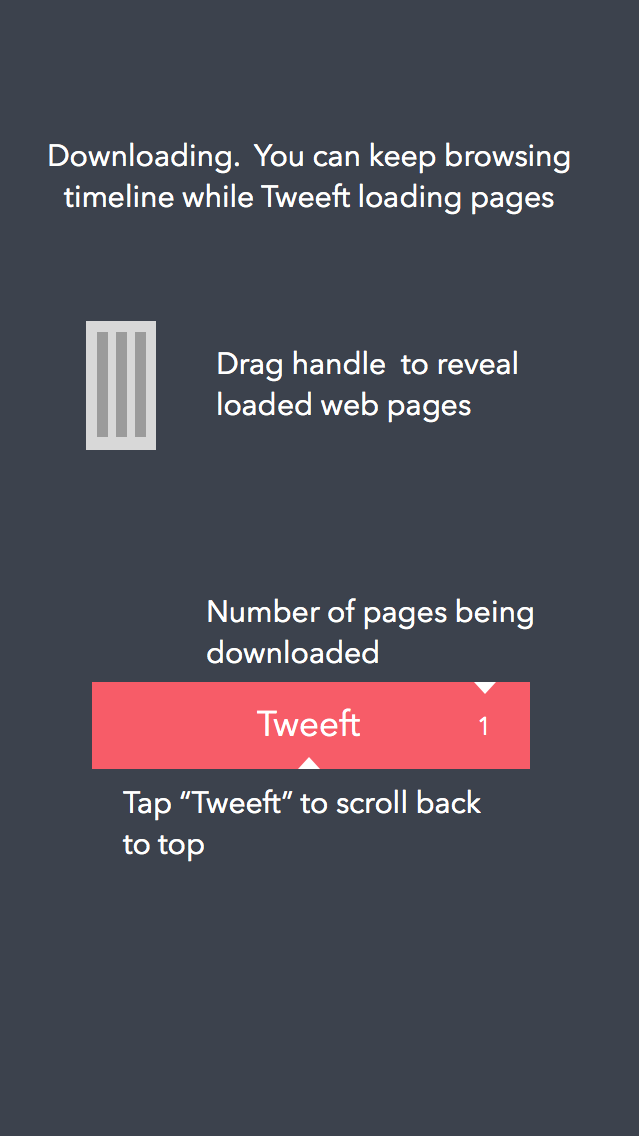 Downloading.  You can keep browsing
timeline while Tweeft loading pages
Drag handle  to reveal
loaded web pages
Number of pages being
downloaded
Tweeft
1
Tap “Tweeft” to scroll back
to top